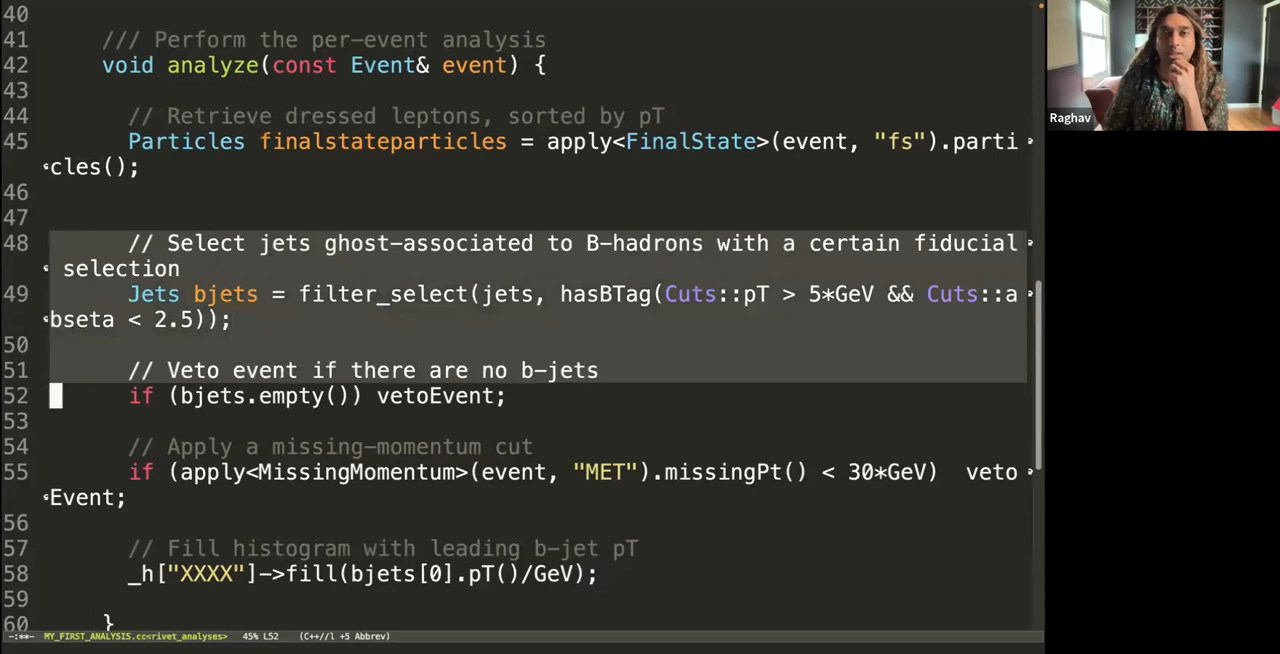 40
41 /// Perform the per-event analysis
42 void analyze(const Event& event) {
43
44 // Retrieve dressed leptons, sorted by pT
45 Particles finalstateparticles = apply<FinalState>(event, "fs").parti
cles();
46
47
48 // Select jets ghost-associated to B-hadrons with a certain fiducial
selection
49 Jets bjets = filter_select(jets, hasBTag(Cuts::pT > 5*GeV && Cuts::a
bseta < 2.5));
50
51 // Veto event if there are no b-jets
52 if (bjets.empty()) vetoEvent;
53
54 // Apply a missing-momentum cut
55 if (apply<MissingMomentum>(event, "MET").missingPt() < 30*GeV) veto
Event;
56
57 // Fill histogram with leading b-jet pT
58 _h["XXXX"]->fill(bjets[0].pT()/GeV);
59
60 }
-:**- MY_FIRST_ANALYSIS.cc<rivet_analyses> 45% L52 (C++//l +5 Abbrev)
Raghav